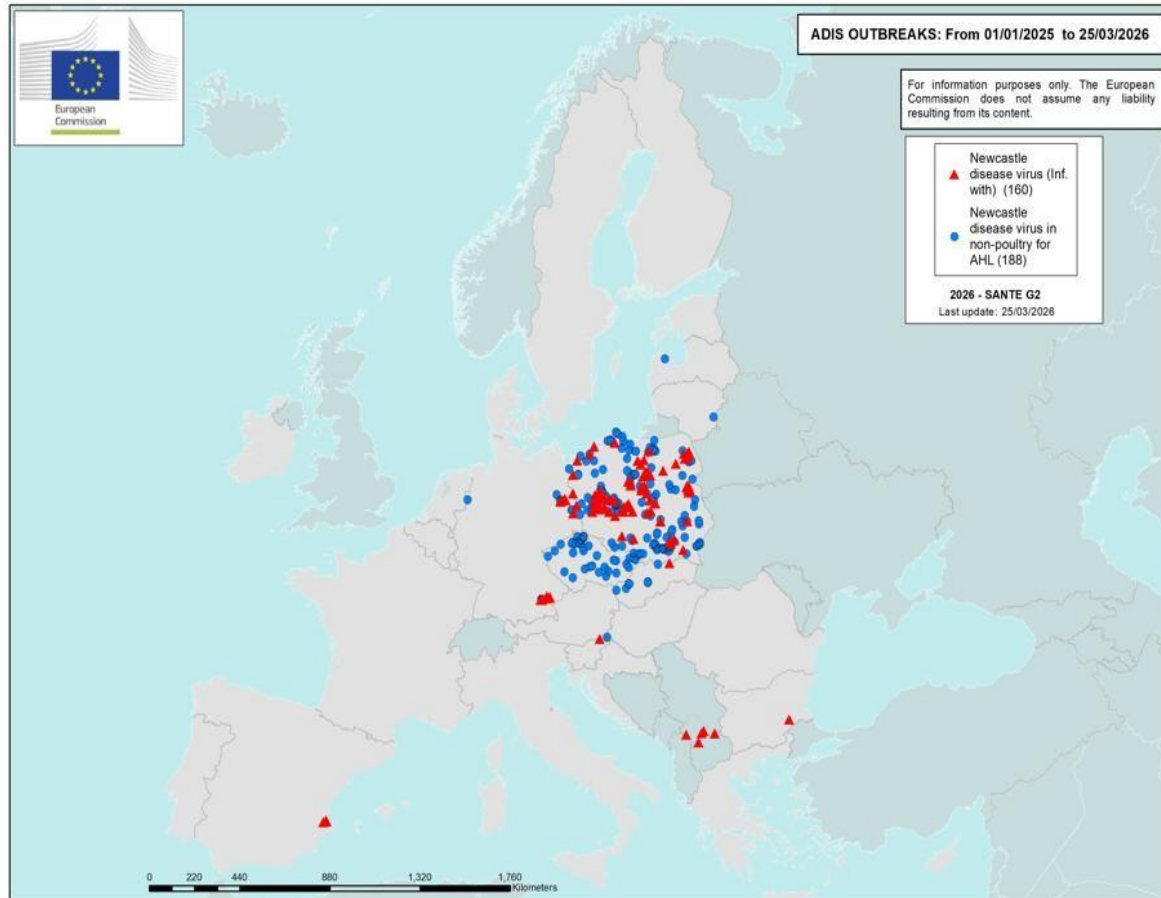 European
Commission
ADIS OUTBREAKS: From 01/01/2025 to 25/03/2026
For information purposes only. The European
Commission does not assume any liability
resulting from its content.
Newcastle
disease virus (Inf.
with) (160)
Newcastle
disease virus in
non-poultry for
AHL (188)
2026 - SANTE G2
Last update: 25/03/2026
0 220 440 880 1,320 1,760
Kilometers